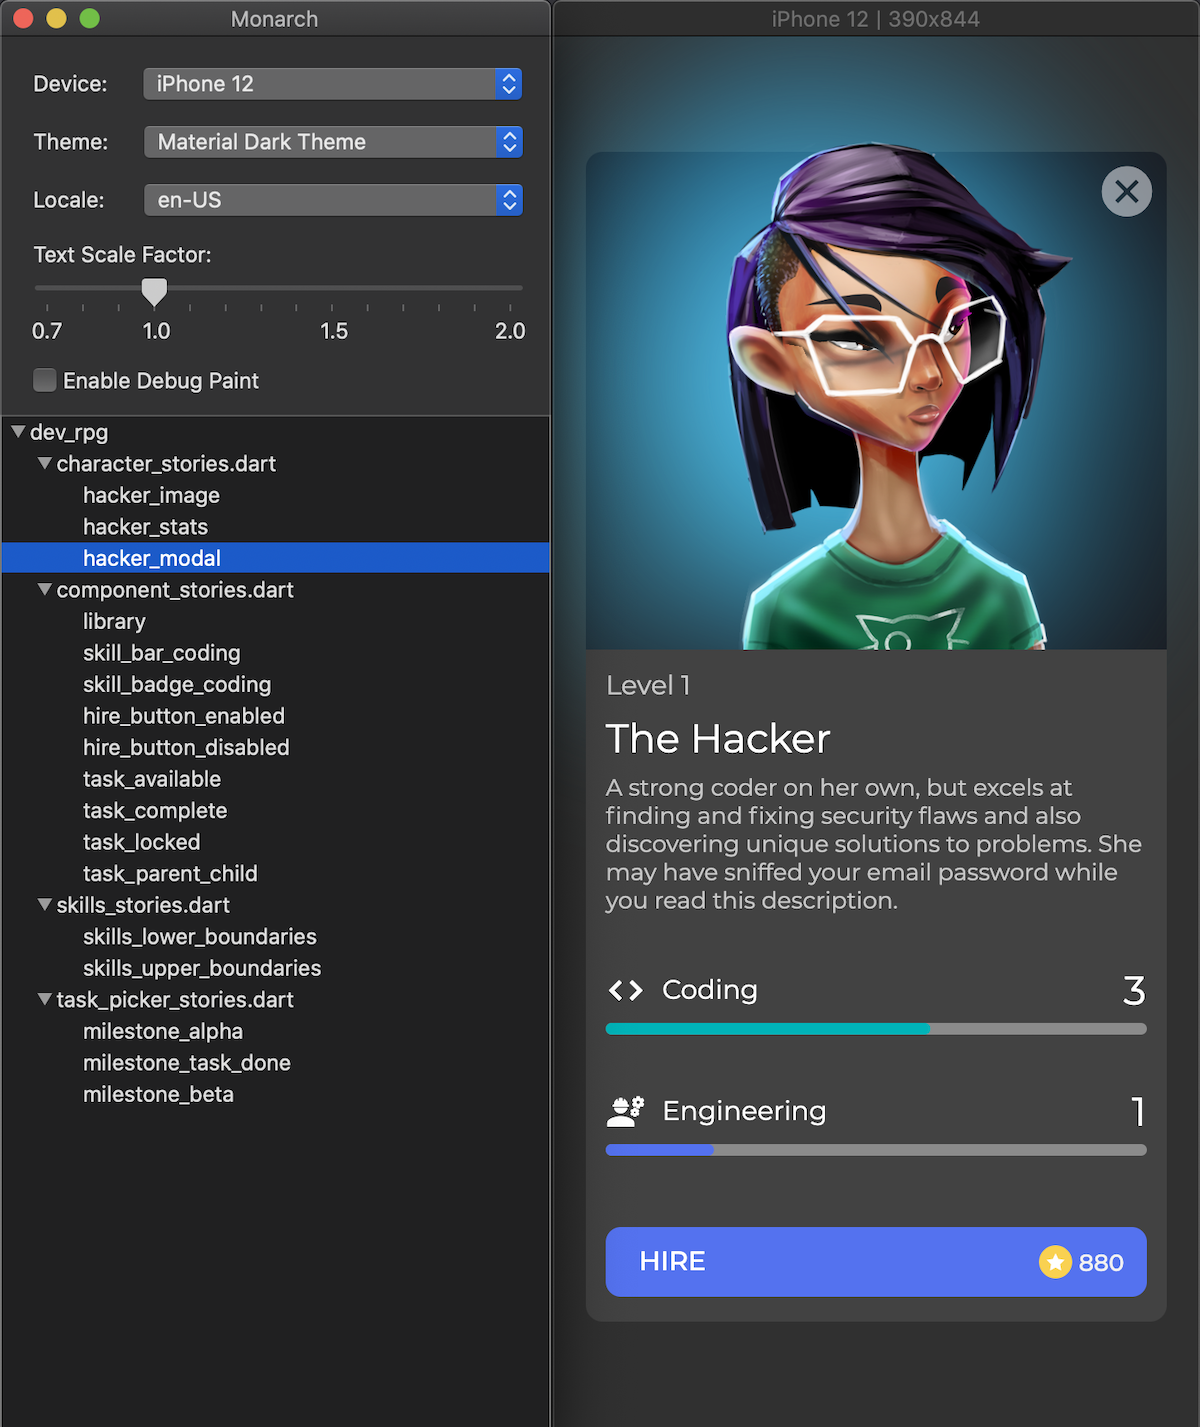 Monarch
Device: iPhone 12
Theme: Material Dark Theme
Locale: en-US
Text Scale Factor:
0.7 1.0 1.5 2.0
Enable Debug Paint
dev_rpg
character_stories.dart
hacker_image
hacker_stats
hacker_modal
component_stories.dart
library
skill_bar_coding
skill_badge_coding
hire_button_enabled
hire_button_disabled
task_available
task_complete
task_locked
task_parent_child
skills_stories.dart
skills_lower_boundaries
skills_upper_boundaries
task_picker_stories.dart
milestone_alpha
milestone_task_done
milestone_beta
iPhone 12 | 390x844
Level 1
The Hacker
A strong coder on her own, but excels at
finding and fixing security flaws and also
discovering unique solutions to problems. She
may have sniffed your email password while
you read this description.
Coding 3
Engineering 1
HIRE 880